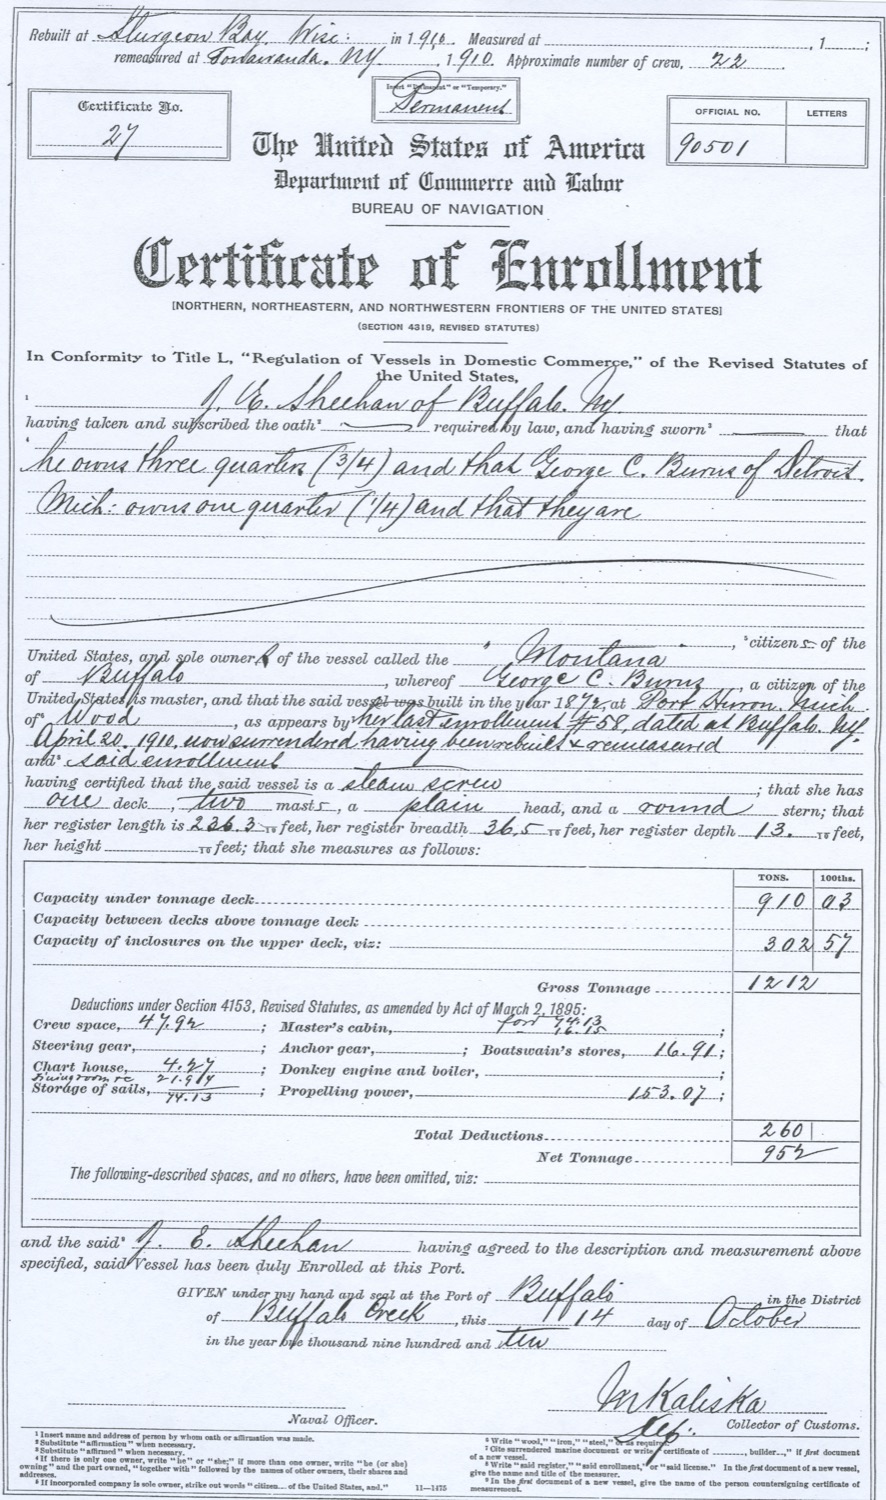 Rebuilt at Sturgeon Bay. Wisc: in 1910. Measured at , 1 ;
remeasured at Tonawanda. NY. , 1910. Approximate number of crew, 22
Certificate No.
27
Insert "Permanent" or "Temporary."
Permanent
OFFICIAL NO. LETTERS
90501
The United States of America
Department of Commerce and Labor
BUREAU OF NAVIGATION
Certificate of Enrollment
[NORTHERN, NORTHEASTERN, AND NORTHWESTERN FRONTIERS OF THE UNITED STATES]
(SECTION 4319, REVISED STATUTES)
In Conformity to Title L, "Regulation of Vessels in Domestic Commerce," of the Revised Statutes of
the United States,
1 J. E. Sheehan of Buffalo. NY.
having taken and subscribed the oath2 required by law, and having sworn3 that
4 he owns three quarters (3/4) and that George C. Burns of Detroit.
Mich: owns one quarter (1/4) and that they are
, 5 citizens of the
United States, and sole owners of the vessel called the " Montana "
of Buffalo , whereof George C. Burns , a citizen of the
United States is master, and that the said vessel was built in the year 1872, at Port Huron. Mich
of6 Wood , as appears by7 her last enrollment #58, dated at Buffalo. NY.
April 20. 1910, now surrendered, having been rebuilt & remeasured
and8 said enrollment
having certified that the said vessel is a steam screw ; that she has
one deck , two masts , a plain head, and a round stern; that
her register length is 236.3 10 feet, her register breadth 36.5 10 feet, her register depth 13. 10 feet,
her height 10 feet; that she measures as follows:
TONS. 100ths.
Capacity under tonnage deck 910 03
Capacity between decks above tonnage deck
Capacity of inclosures on the upper deck, viz: 302 57
Gross Tonnage 1212
Deductions under Section 4153, Revised Statutes, as amended by Act of March 2, 1895:
Crew space, 47.92 ; Master's cabin, 74.13 16.15 ;
Steering gear, ; Anchor gear, ; Boatswain's stores, 16.91 ;
Chart house, 4.27 ; Donkey engine and boiler, ;
Dining room &c 21.94
Storage of sails, 74.13 ; Propelling power, 153.07 ;
Total Deductions 260
Net Tonnage 952
The following-described spaces, and no others, have been omitted, viz:
and the said9 J. E. Sheehan having agreed to the description and measurement above
specified, said Vessel has been duly Enrolled at this Port.
GIVEN under my hand and seal at the Port of Buffalo in the District
of Buffalo Creek , this 14 day of October
in the year one thousand nine hundred and ten
M Kaliska
Naval Officer. Dep. Collector of Customs.
1 Insert name and address of person by whom oath or affirmation was made.
2 Substitute "affirmation" when necessary.
3 Substitute "affirmed" when necessary.
4 If there is only one owner, write "he" or "she;" if more than one owner, write "he (or she)
owning" and the part owned, "together with" followed by the names of other owners, their shares and
addresses.
5 If incorporated company is sole owner, strike out words "citizen... of the United States, and." 11—1475
6 Write "wood," "iron," "steel," or as required.
7 Cite surrendered marine document or write "certificate of ______, builder...," if first document
of a new vessel.
8 Write "said register," "said enrollment," or "said license." In the first document of a new vessel,
give the name and title of the measurer.
9 In the first document of a new vessel, give the name of the person countersigning certificate of
measurement.